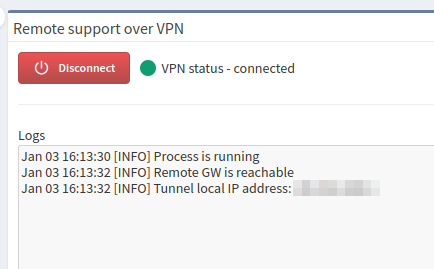 Remote support over VPN
Disconnect
VPN status - connected
Logs
Jan 03 16:13:30 [INFO] Process is running
Jan 03 16:13:32 [INFO] Remote GW is reachable
Jan 03 16:13:32 [INFO] Tunnel local IP address: